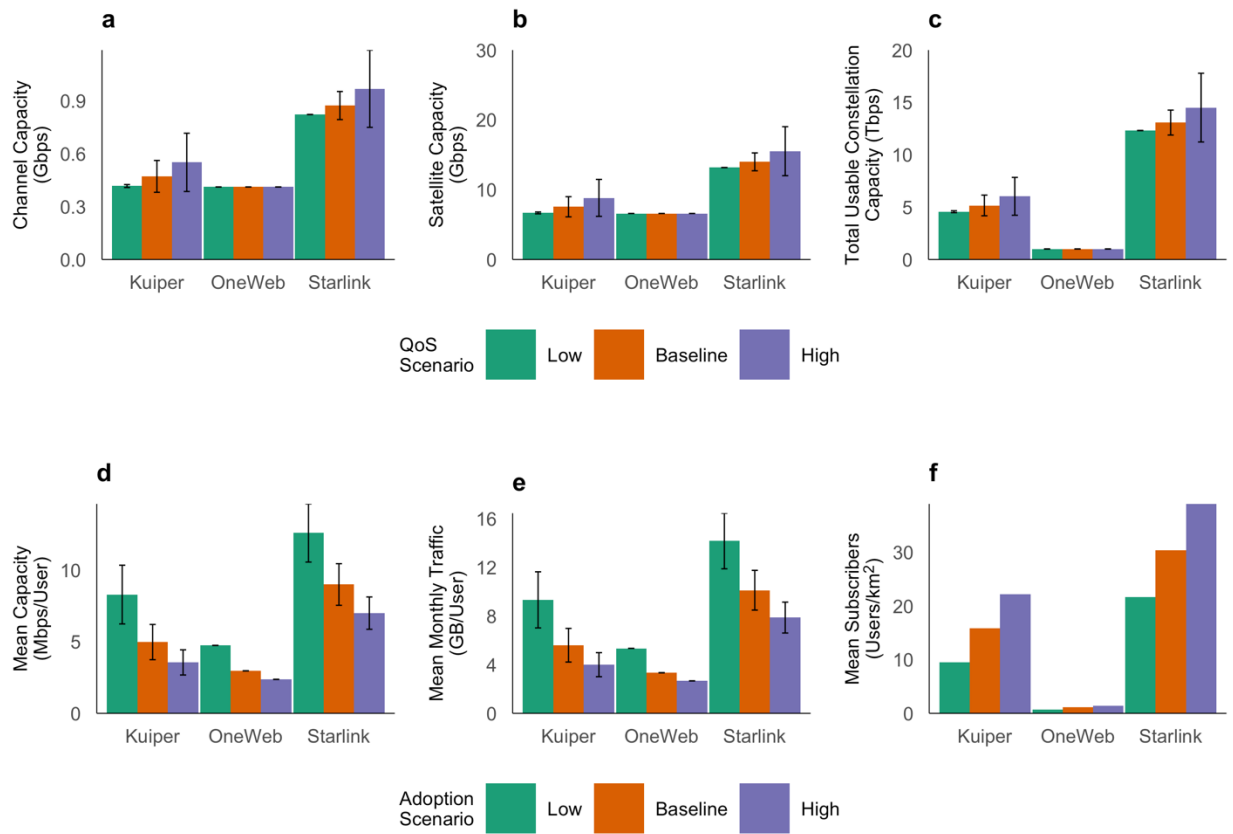 a
Channel Capacity
(Gbps)
0.9
0.6
0.3
0.0
Kuiper OneWeb Starlink
b
Satellite Capacity
(Gbps)
30
20
10
0
Kuiper OneWeb Starlink
c
Total Usable Constellation
Capacity (Tbps)
20
15
10
5
0
Kuiper OneWeb Starlink
QoS
Scenario
Low Baseline High
d
Mean Capacity
(Mbps/User)
10
5
0
Kuiper OneWeb Starlink
e
Mean Monthly Traffic
(GB/User)
16
12
8
4
0
Kuiper OneWeb Starlink
f
Mean Subscribers
(Users/km²)
30
20
10
0
Kuiper OneWeb Starlink
Adoption
Scenario
Low Baseline High